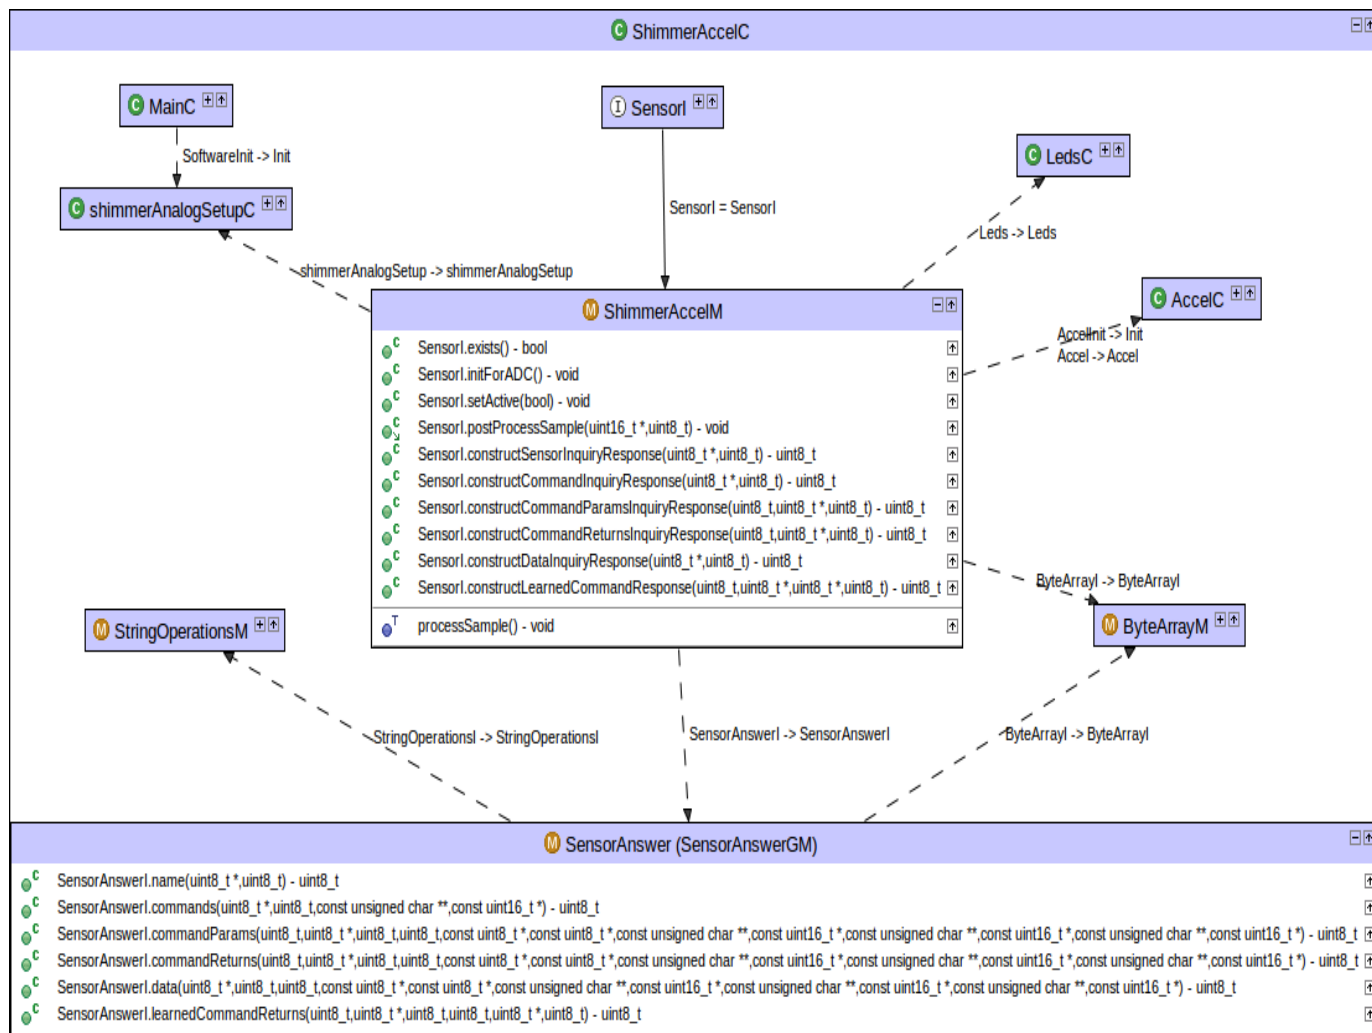 ShimmerAccelC
MainC
SensorI
LedsC
SoftwareInit -> Init
shimmerAnalogSetupC
SensorI = SensorI
Leds -> Leds
shimmerAnalogSetup -> shimmerAnalogSetup
AccelC
ShimmerAccelM
AccelInit -> Init
Accel -> Accel
SensorI.exists() - bool
SensorI.initForADC() - void
SensorI.setActive(bool) - void
SensorI.postProcessSample(uint16_t *,uint8_t) - void
SensorI.constructSensorInquiryResponse(uint8_t *,uint8_t) - uint8_t
SensorI.constructCommandInquiryResponse(uint8_t *,uint8_t) - uint8_t
SensorI.constructCommandParamsInquiryResponse(uint8_t,uint8_t *,uint8_t) - uint8_t
SensorI.constructCommandReturnsInquiryResponse(uint8_t,uint8_t *,uint8_t) - uint8_t
SensorI.constructDataInquiryResponse(uint8_t *,uint8_t) - uint8_t
SensorI.constructLearnedCommandResponse(uint8_t,uint8_t *,uint8_t *,uint8_t) - uint8_t
processSample() - void
ByteArrayI -> ByteArrayI
StringOperationsM
ByteArrayM
StringOperationsI -> StringOperationsI
SensorAnswerI -> SensorAnswerI
ByteArrayI -> ByteArrayI
SensorAnswer (SensorAnswerGM)
SensorAnswerI.name(uint8_t *,uint8_t) - uint8_t
SensorAnswerI.commands(uint8_t *,uint8_t,const unsigned char **,const uint16_t *) - uint8_t
SensorAnswerI.commandParams(uint8_t,uint8_t *,uint8_t,uint8_t,const uint8_t *,const uint8_t *,const unsigned char **,const uint16_t *,const unsigned char **,const uint16_t *,const unsigned char **,const uint16_t *) - uint8_t
SensorAnswerI.commandReturns(uint8_t,uint8_t *,uint8_t,uint8_t,const uint8_t *,const uint8_t *,const unsigned char **,const uint16_t *,const unsigned char **,const uint16_t *,const unsigned char **,const uint16_t *) - uint8_t
SensorAnswerI.data(uint8_t *,uint8_t,uint8_t,const uint8_t *,const uint8_t *,const unsigned char **,const uint16_t *,const unsigned char **,const uint16_t *,const unsigned char **,const uint16_t *) - uint8_t
SensorAnswerI.learnedCommandReturns(uint8_t,uint8_t *,uint8_t,uint8_t,uint8_t *,uint8_t) - uint8_t